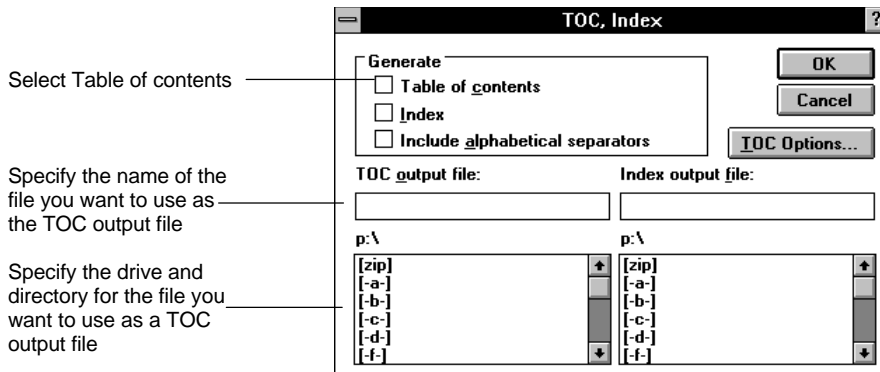 TOC, Index
?
Select Table of contents
Generate
Table of contents
Index
Include alphabetical separators
OK
Cancel
TOC Options...
Specify the name of the
file you want to use as
the TOC output file
TOC output file:
Index output file:
p:\
p:\
Specify the drive and
directory for the file you
want to use as a TOC
output file
[zip]
[-a-]
[-b-]
[-c-]
[-d-]
[-f-]
[zip]
[-a-]
[-b-]
[-c-]
[-d-]
[-f-]